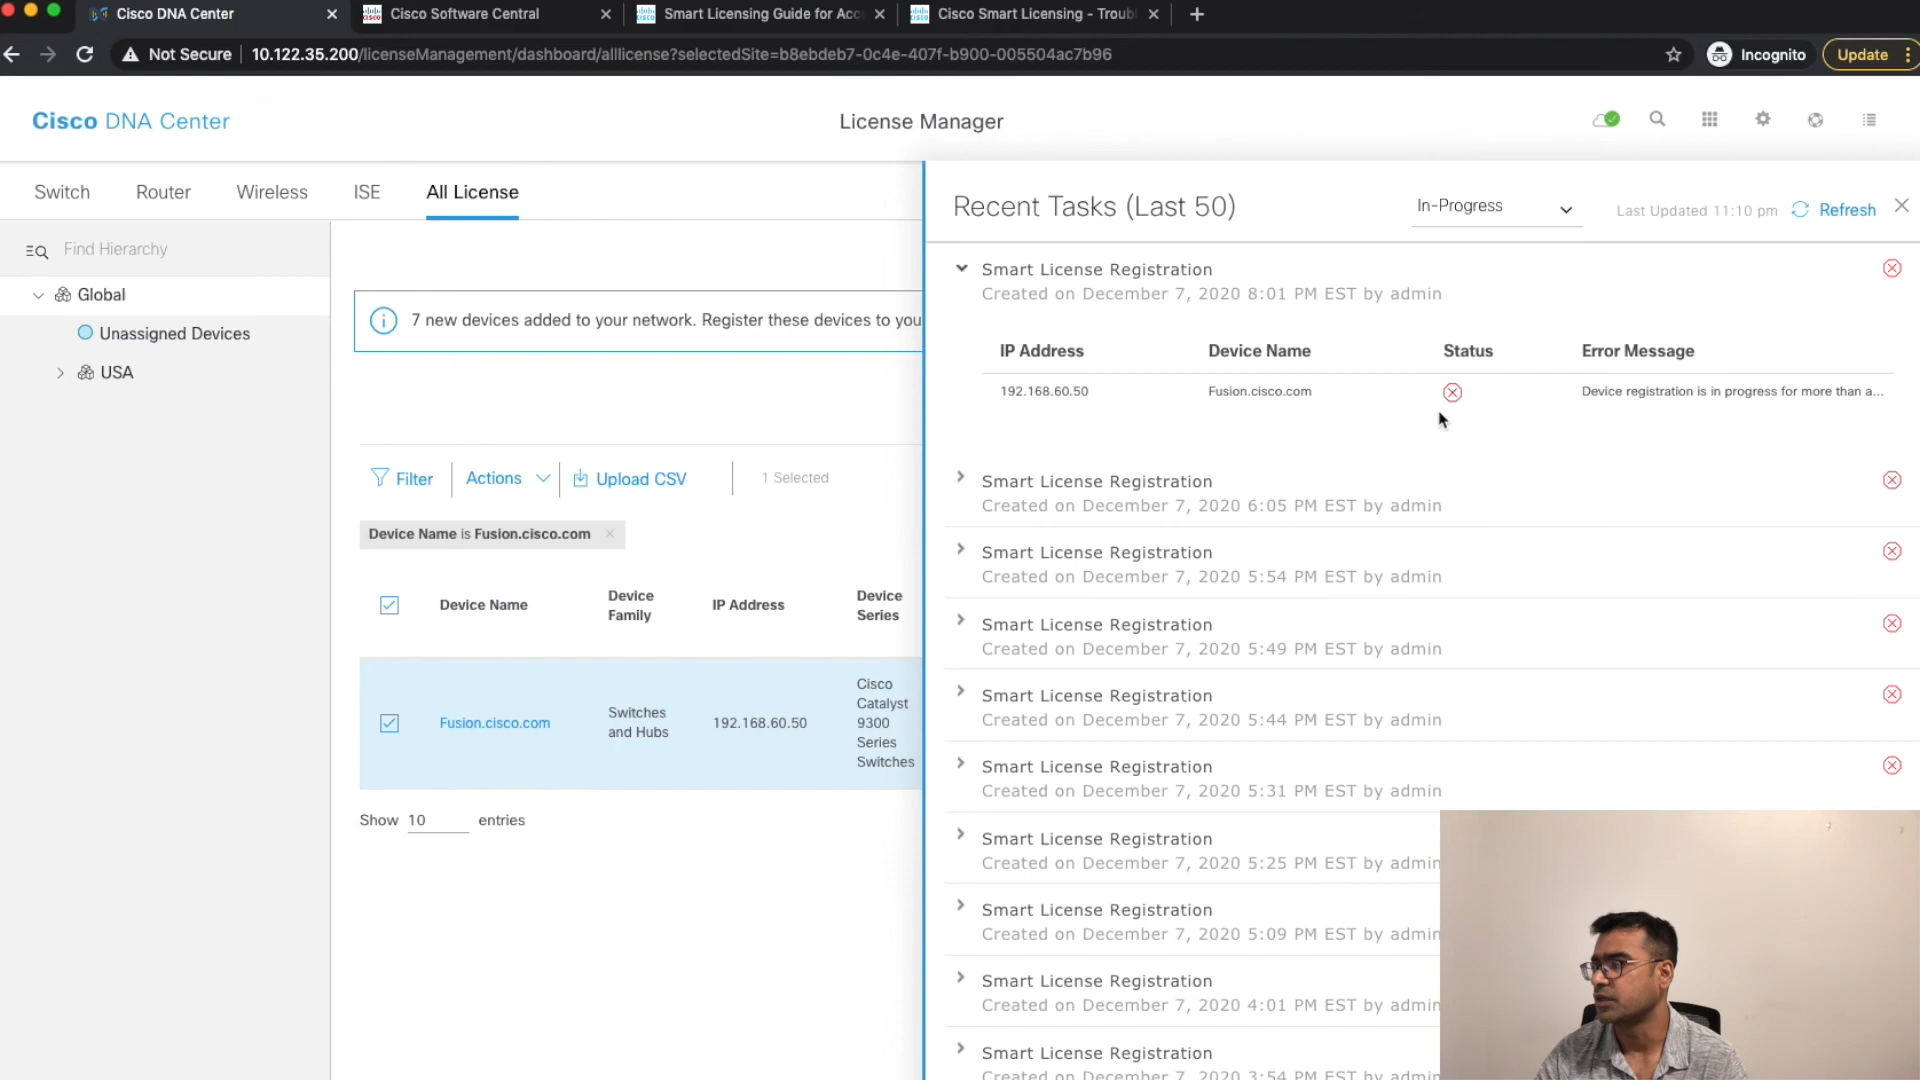 Cisco DNA Center
Cisco Software Central
Smart Licensing Guide for Acc
Cisco Smart Licensing - Troubl
Not Secure
10.122.35.200/licenseManagement/dashboard/alllicense?selectedSite=b8ebdeb7-0c4e-407f-b900-005504ac7b96
Incognito
Update
Cisco DNA Center
License Manager
Switch
Router
Wireless
ISE
All License
Find Hierarchy
Global
Unassigned Devices
USA
7 new devices added to your network. Register these devices to you
Filter
Actions
Upload CSV
1 Selected
Device Name is Fusion.cisco.com
Device Name
Device Family
IP Address
Device Series
Fusion.cisco.com
Switches and Hubs
192.168.60.50
Cisco
Catalyst
9300
Series
Switches
Show 10 entries
Recent Tasks (Last 50)
In-Progress
Last Updated 11:10 pm
Refresh
Smart License Registration
Created on December 7, 2020 8:01 PM EST by admin
IP Address
Device Name
Status
Error Message
192.168.60.50
Fusion.cisco.com
Device registration is in progress for more than a...
Smart License Registration
Created on December 7, 2020 6:05 PM EST by admin
Smart License Registration
Created on December 7, 2020 5:54 PM EST by admin
Smart License Registration
Created on December 7, 2020 5:49 PM EST by admin
Smart License Registration
Created on December 7, 2020 5:44 PM EST by admin
Smart License Registration
Created on December 7, 2020 5:31 PM EST by admin
Smart License Registration
Created on December 7, 2020 5:25 PM EST by admin
Smart License Registration
Created on December 7, 2020 5:09 PM EST by admin
Smart License Registration
Created on December 7, 2020 4:01 PM EST by admin
Smart License Registration
Created on December 7, 2020 3:54 PM EST by admin